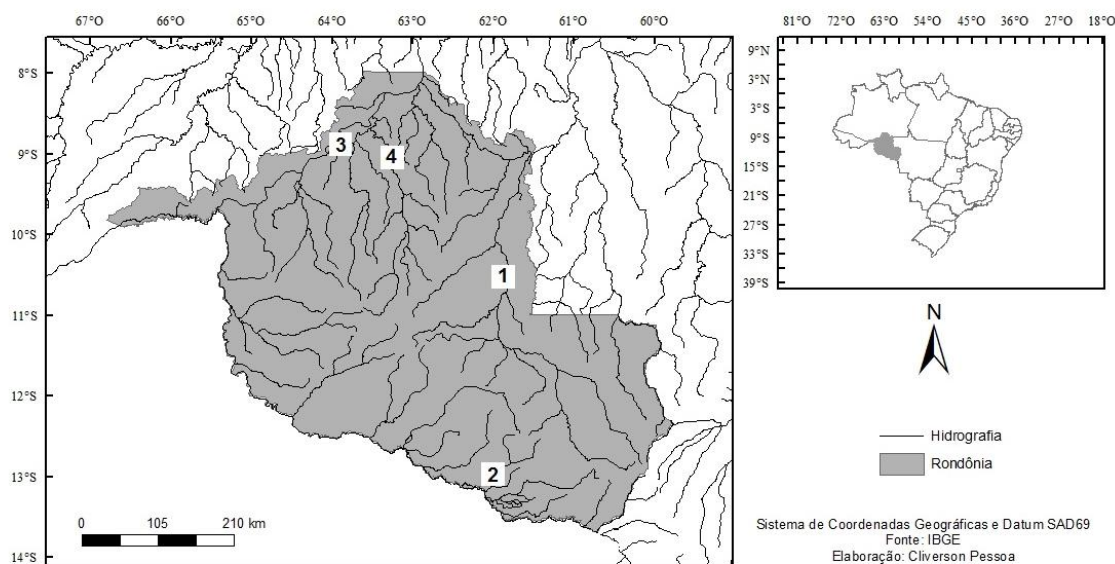 67°O 66°O 65°O 64°O 63°O 62°O 61°O 60°O
8°S
9°S
10°S
11°S
12°S
13°S
14°S
3
4
1
2
0 105 210 km
81°O 72°O 63°O 54°O 45°O 36°O 27°O 18°O
9°N
3°N
3°S
9°S
15°S
21°S
27°S
33°S
39°S
N
Hidrografia
Rondônia
Sistema de Coordenadas Geográficas e Datum SAD69
Fonte: IBGE
Elaboração: Cliverson Pessoa